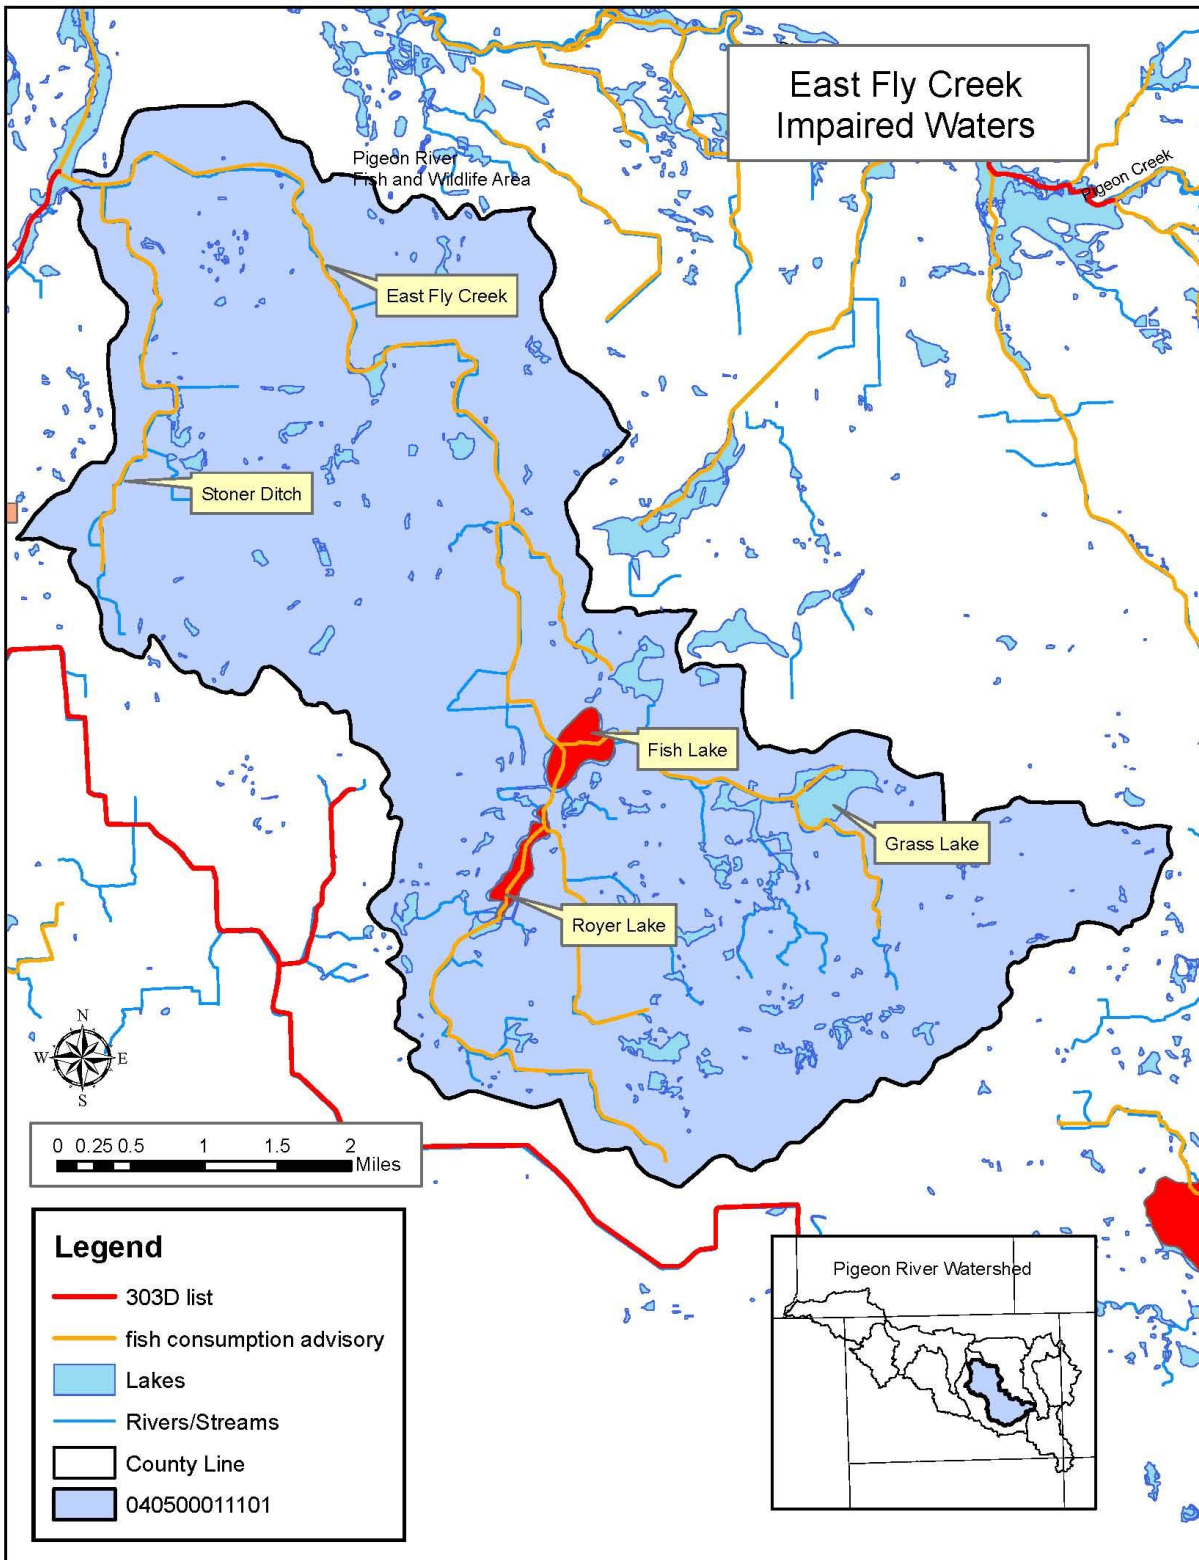 East Fly Creek
Impaired Waters
Pigeon River
Fish and Wildlife Area
Pigeon Creek
East Fly Creek
Stoner Ditch
Fish Lake
Grass Lake
Royer Lake
N
W E
S
0 0.25 0.5 1 1.5 2
Miles
Legend
303D list
fish consumption advisory
Lakes
Rivers/Streams
County Line
040500011101
Pigeon River Watershed